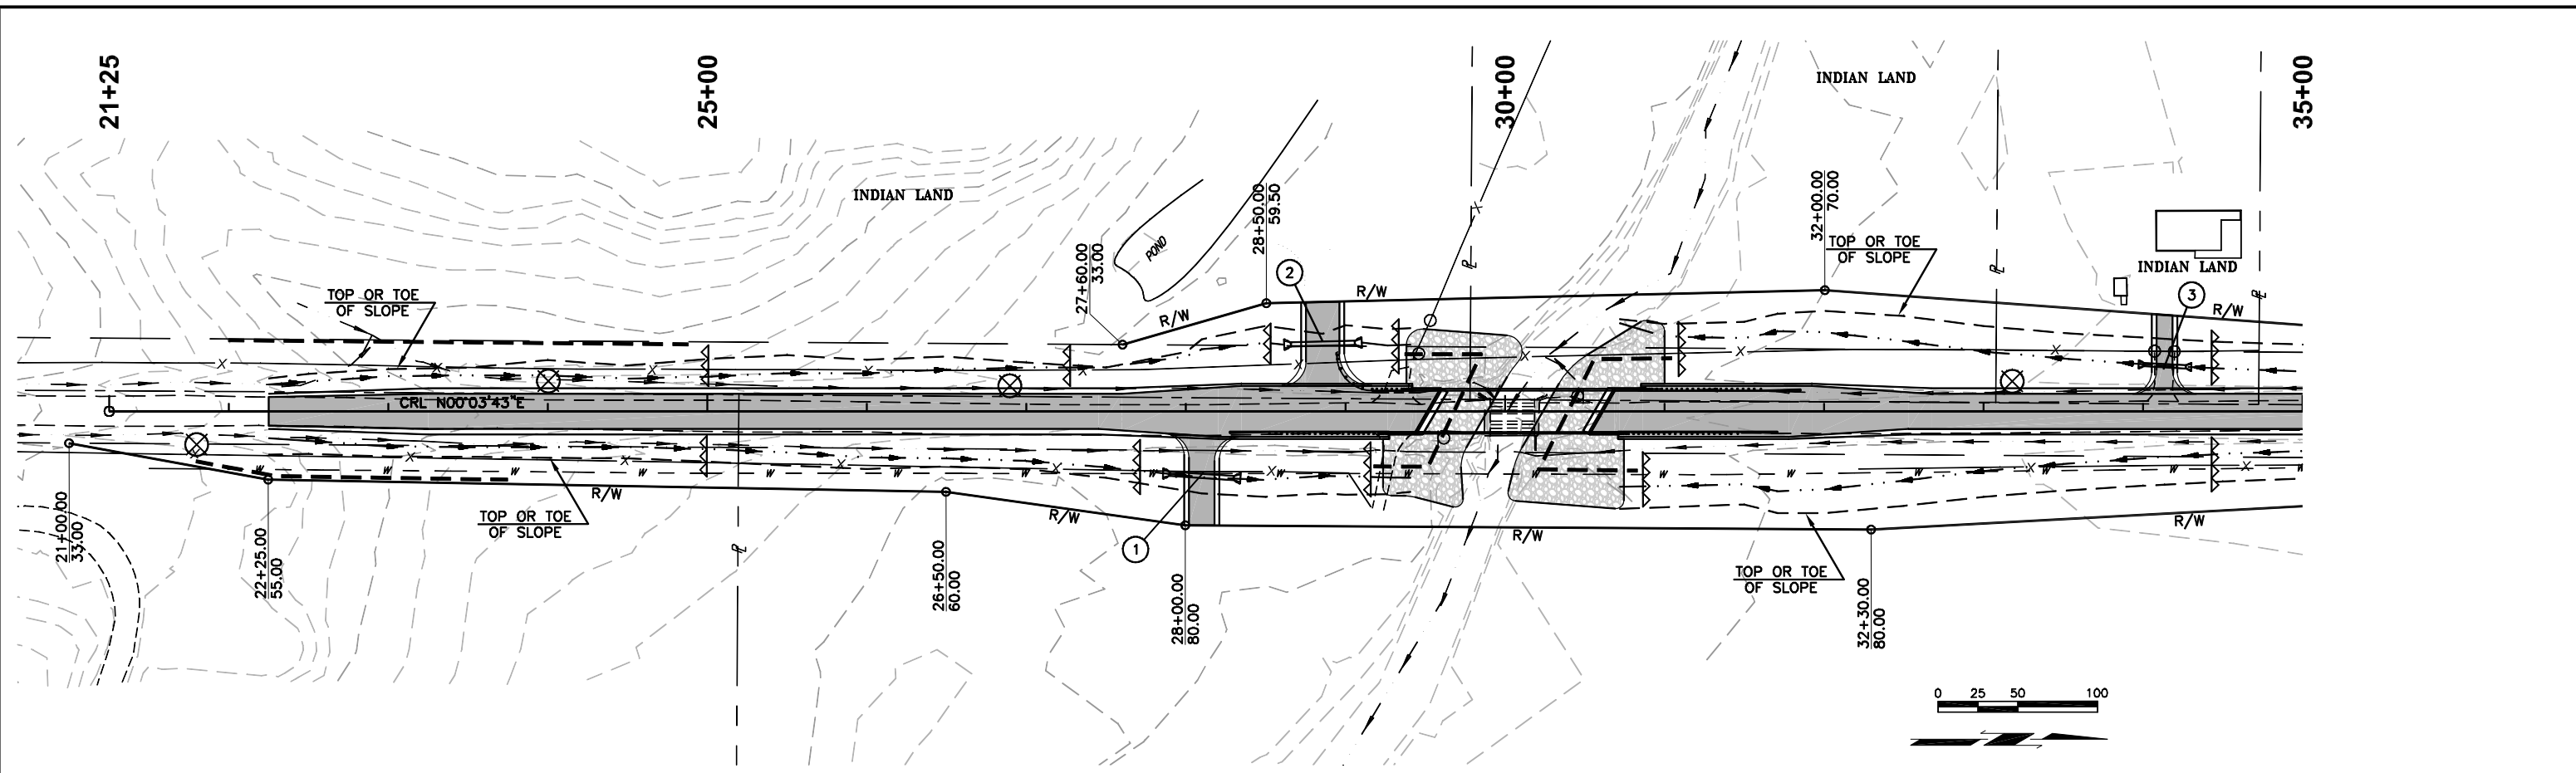 21+25
25+00
30+00
35+00
INDIAN LAND
INDIAN LAND
INDIAN LAND
POND
28+50.00
59.50
32+00.00
70.00
27+60.00
33.00
2
3
TOP OR TOE
OF SLOPE
TOP OR TOE
OF SLOPE
R/W
R/W
R/W
X
X
X
X
X
X
X
X
X
X
CRL N00°03'43"E
W
W
W
W
W
W
W
W
W
W
W
W
W
X
X
X
X
X
X
X
21+00.00
33.00
22+25.00
55.00
TOP OR TOE
OF SLOPE
R/W
26+50.00
60.00
R/W
1
28+00.00
80.00
R/W
TOP OR TOE
OF SLOPE
32+30.00
80.00
R/W
0 25 50 100